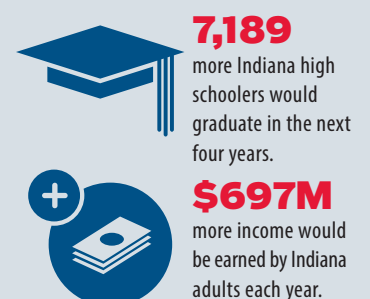 7,189
more Indiana high
schoolers would
graduate in the next
four years.
$697M
more income would
be earned by Indiana
adults each year.